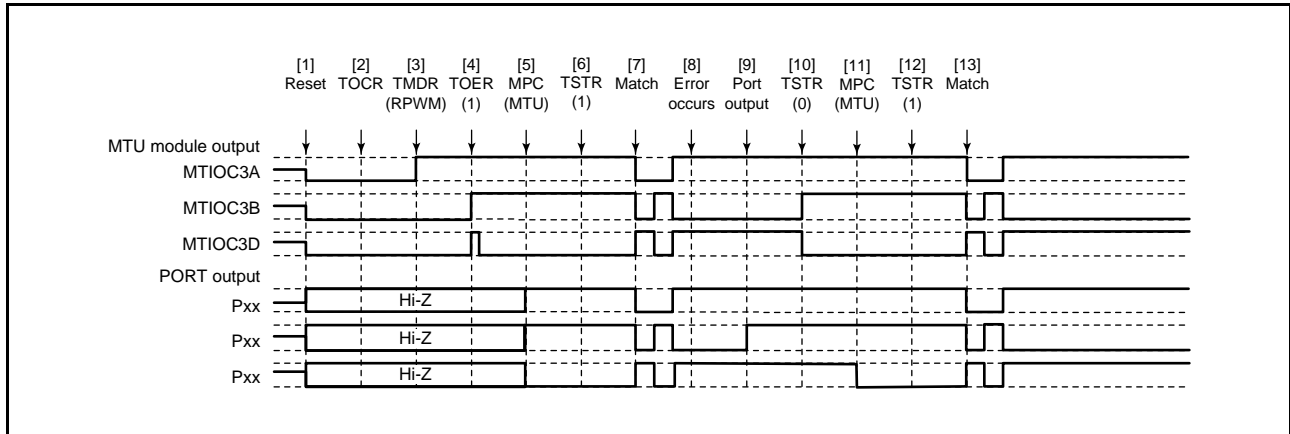 [1] [2] [3] [4] [5] [6] [7] [8] [9] [10] [11] [12] [13]
Reset TOCR TMDR TOER MPC TSTR Match Error Port TSTR MPC TSTR Match
(RPWM) (1) (MTU) (1) occurs output (0) (MTU) (1)
MTU module output
MTIOC3A
MTIOC3B
MTIOC3D
PORT output
Pxx Hi-Z
Pxx Hi-Z
Pxx Hi-Z